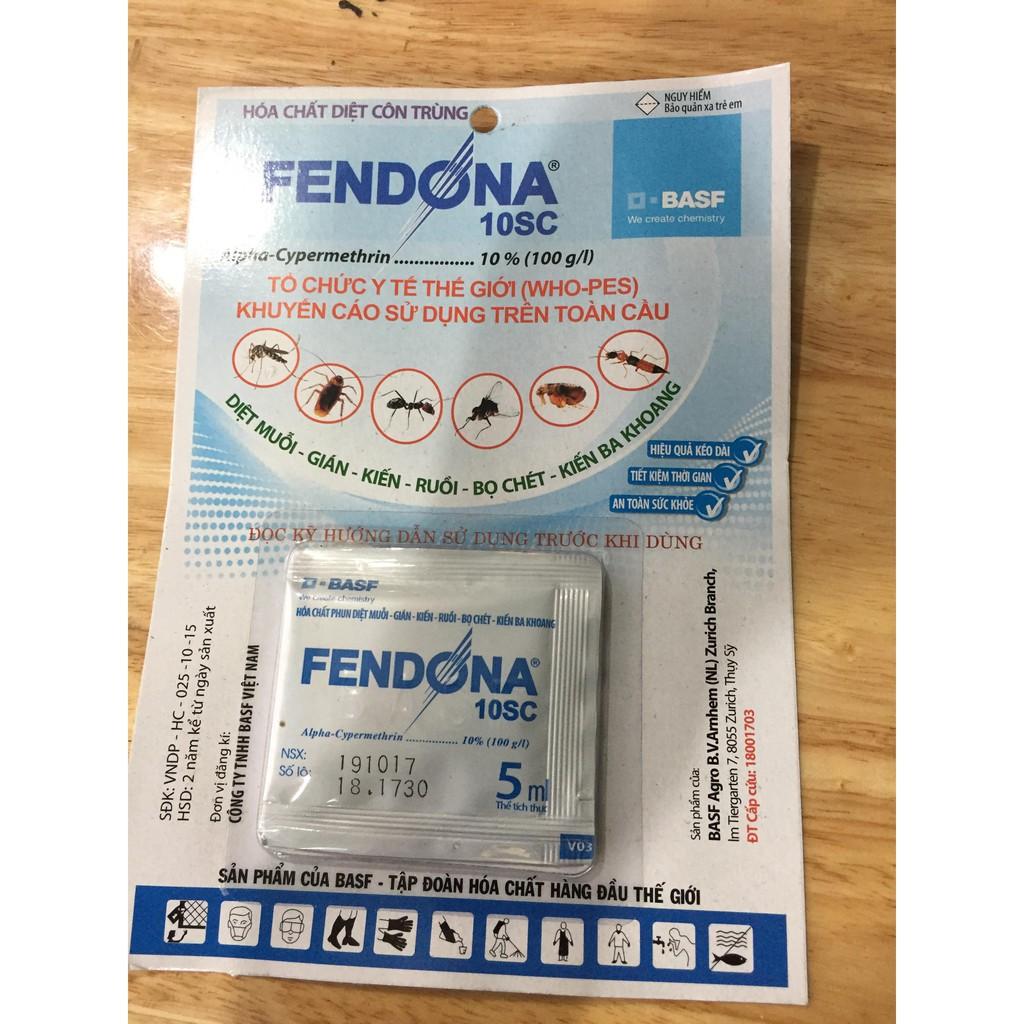 HÓA CHẤT DIỆT CÔN TRÙNG
NGUY HIỂM
Bảo quản xa trẻ em
FENDONA®
10SC
BASF
We create chemistry
Alpha-Cypermethrin ................ 10 % (100 g/l)
TỔ CHỨC Y TẾ THẾ GIỚI (WHO-PES)
KHUYẾN CÁO SỬ DỤNG TRÊN TOÀN CẦU
DIỆT MUỖI - GIÁN - KIẾN - RUỒI - BỌ CHÉT - KIẾN BA KHOANG
HIỆU QUẢ KÉO DÀI
TIẾT KIỆM THỜI GIAN
AN TOÀN SỨC KHỎE
ĐỌC KỸ HƯỚNG DẪN SỬ DỤNG TRƯỚC KHI DÙNG
BASF
We create chemistry
HÓA CHẤT PHUN DIỆT MUỖI - GIÁN - KIẾN - RUỒI - BỌ CHÉT - KIẾN BA KHOANG
FENDONA®
10SC
Alpha-Cypermethrin ................ 10% (100 g/l)
NSX: 191017
Số lô: 18.1730
5 ml
Thể tích thực
V03
SĐK: VNDP - HC - 025 -10 -15
HSD: 2 năm kể từ ngày sản xuất
Đơn vị đăng kí:
CÔNG TY TNHH BASF VIỆT NAM
Sản phẩm của:
BASF Agro B.V.Arnhem (NL) Zurich Branch,
Im Tiergarten 7, 8055 Zurich, Thụy Sỹ
ĐT Cấp cứu: 18001703
SẢN PHẨM CỦA BASF - TẬP ĐOÀN HÓA CHẤT HÀNG ĐẦU THẾ GIỚI